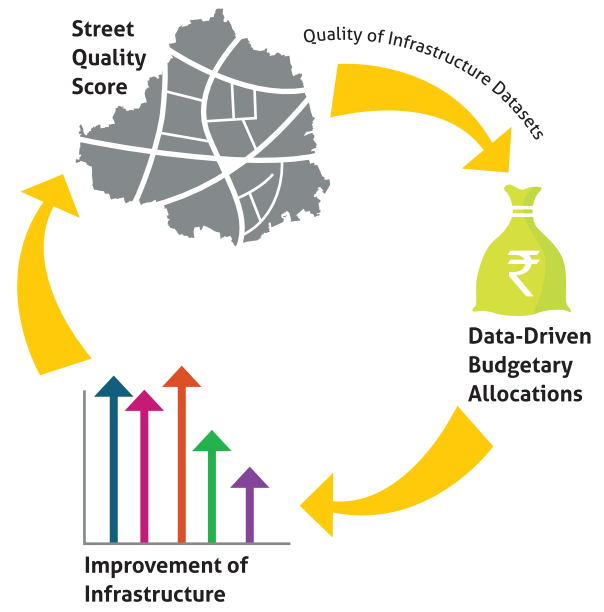 Street
Quality
Score
Quality of Infrastructure Datasets
₹
Data-Driven
Budgetary
Allocations
Improvement of
Infrastructure